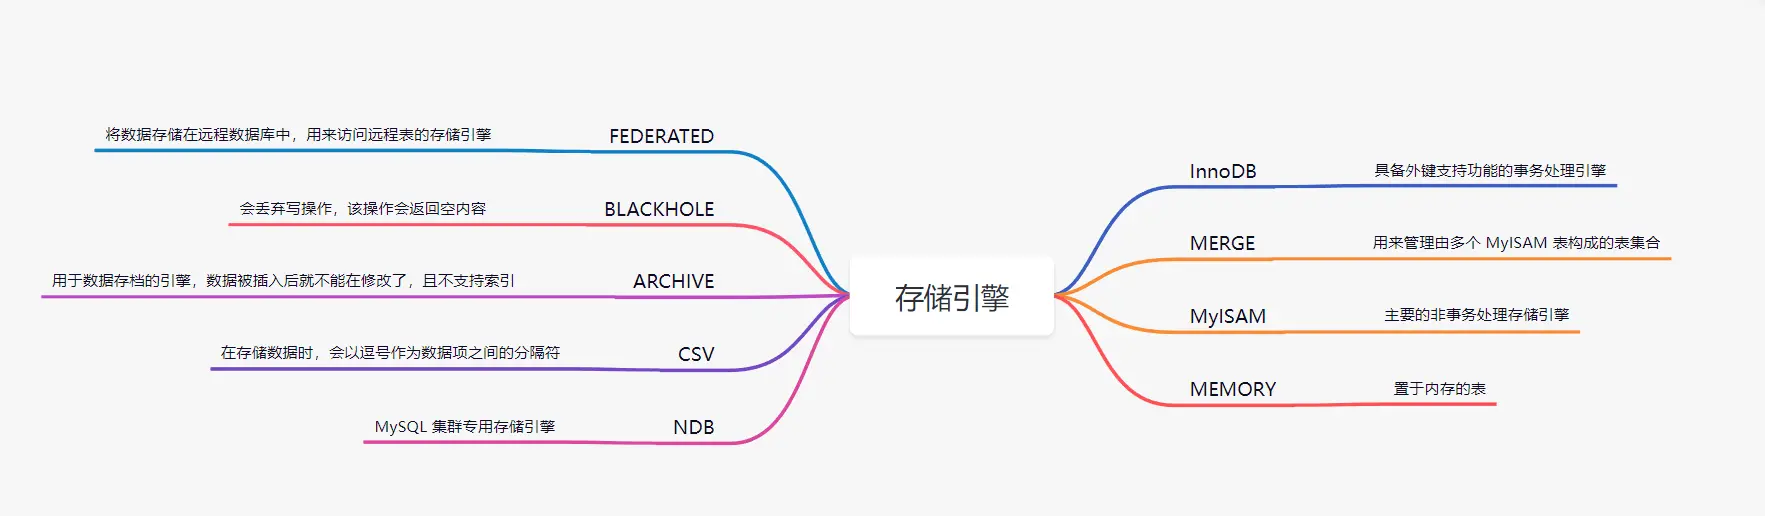 存储引擎
FEDERATED
将数据存储在远程数据库中，用来访问远程表的存储引擎
BLACKHOLE
会丢弃写操作，该操作会返回空内容
ARCHIVE
用于数据存档的引擎，数据被插入后就不能在修改了，且不支持索引
CSV
在存储数据时，会以逗号作为数据项之间的分隔符
NDB
MySQL 集群专用存储引擎
InnoDB
具备外键支持功能的事务处理引擎
MERGE
用来管理由多个 MyISAM 表构成的表集合
MyISAM
主要的非事务处理存储引擎
MEMORY
置于内存的表